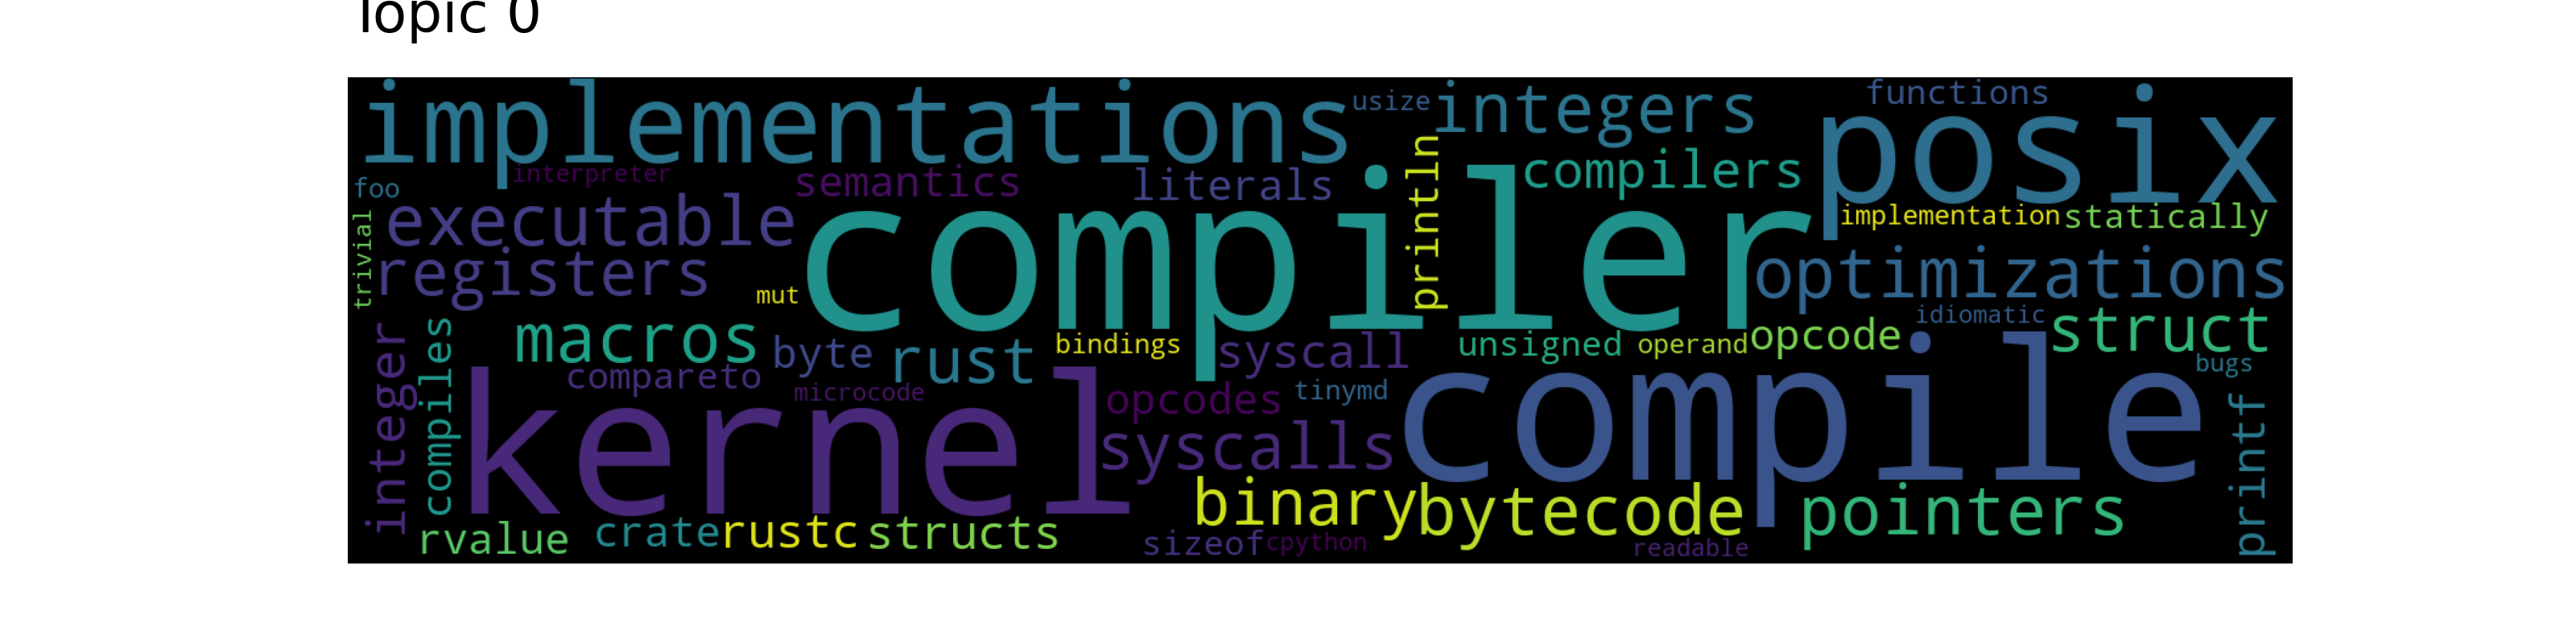 Topic 0
implementations
usize
integers
functions
posix
interpreter
semantics
literals
println
compilers
foo
executable
compiler
implementation
statically
trivial
registers
mut
optimizations
idiomatic
struct
macros
byte
rust
bindings
syscall
unsigned
operand
opcode
bugs
integer
compiles
compareto
microcode
opcodes
tinymd
kernel
syscalls
compile
printf
binary
bytecode
pointers
rvalue
crate
rustc
structs
sizeof
cpython
readable